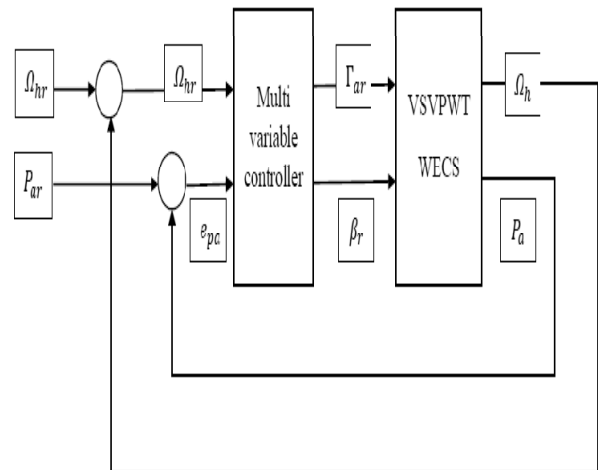 Ω_hr
Ω_hr
Multi
variable
controller
Γ_ar
VSVPWT
WECS
Ω_h
P_ar
e_pa
β_r
P_a